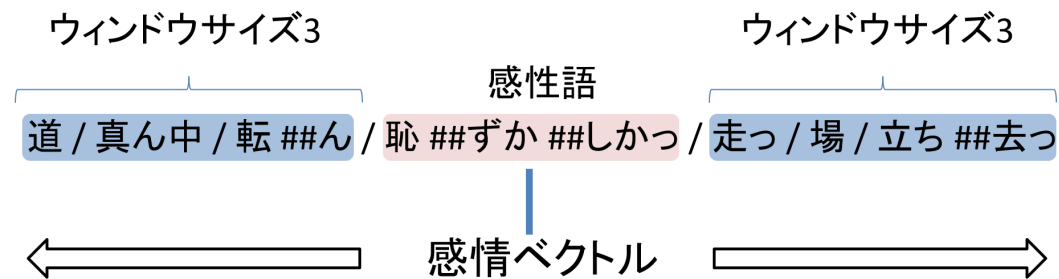 ウィンドウサイズ3 ウィンドウサイズ3
感性語
道 / 真ん中 / 転 ##ん / 恥 ##ずか ##しかっ / 走っ / 場 / 立ち ##去っ
感情ベクトル